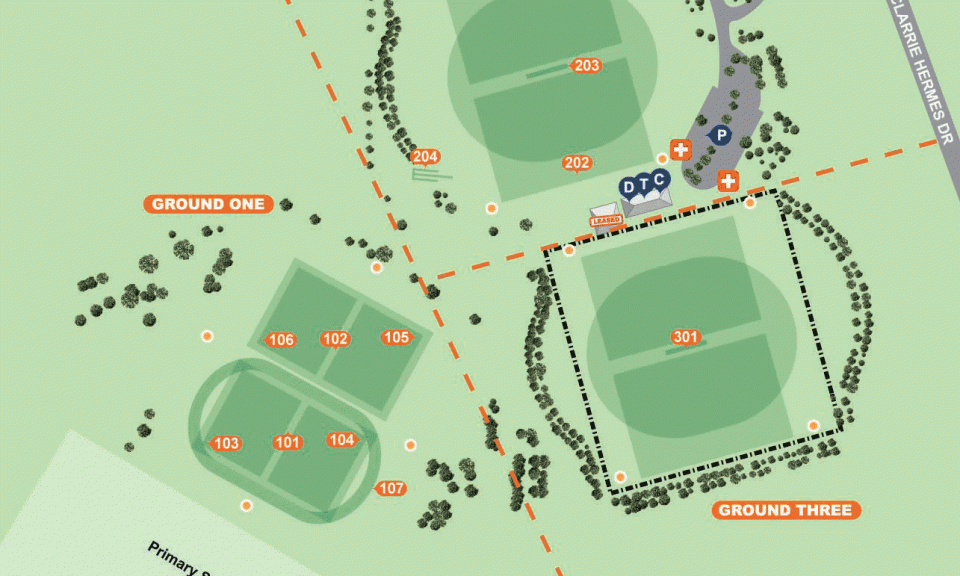 CLARRIE HERMES DR
203
P
204
202
D T C
GROUND ONE
LEASED
106
102
105
301
103
101
104
107
GROUND THREE
Primary